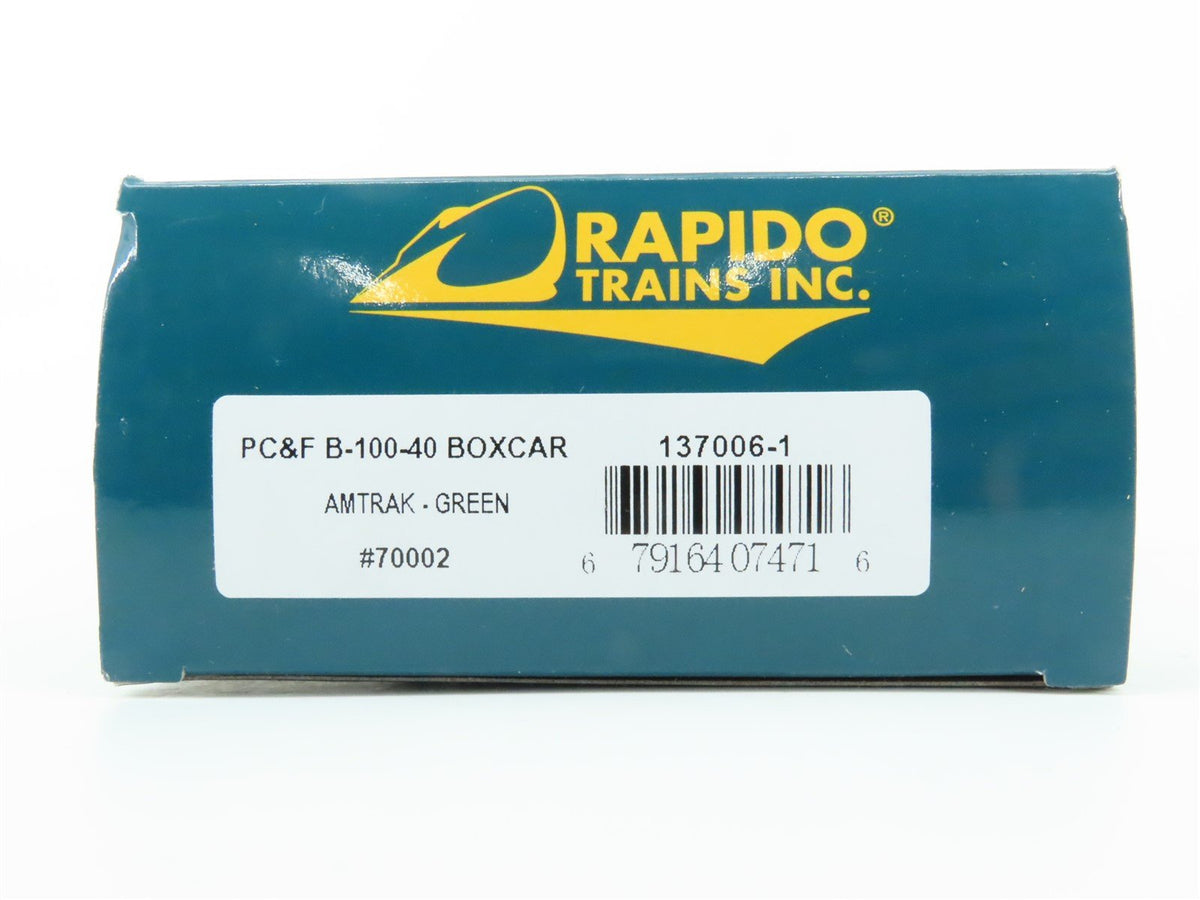 RAPIDO®
TRAINS INC.
PC&F B-100-40 BOXCAR
AMTRAK - GREEN
#70002
137006-1
6 79164 07471 6